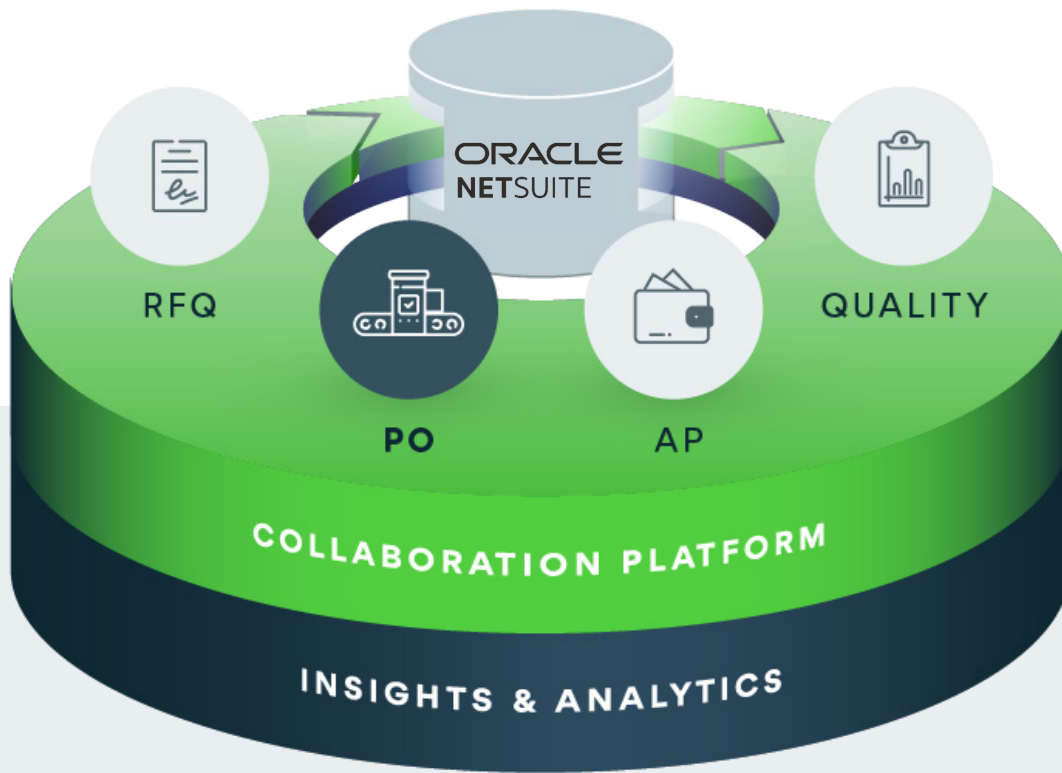 ORACLE
NETSUITE
RFQ
QUALITY
PO
AP
COLLABORATION PLATFORM
INSIGHTS & ANALYTICS